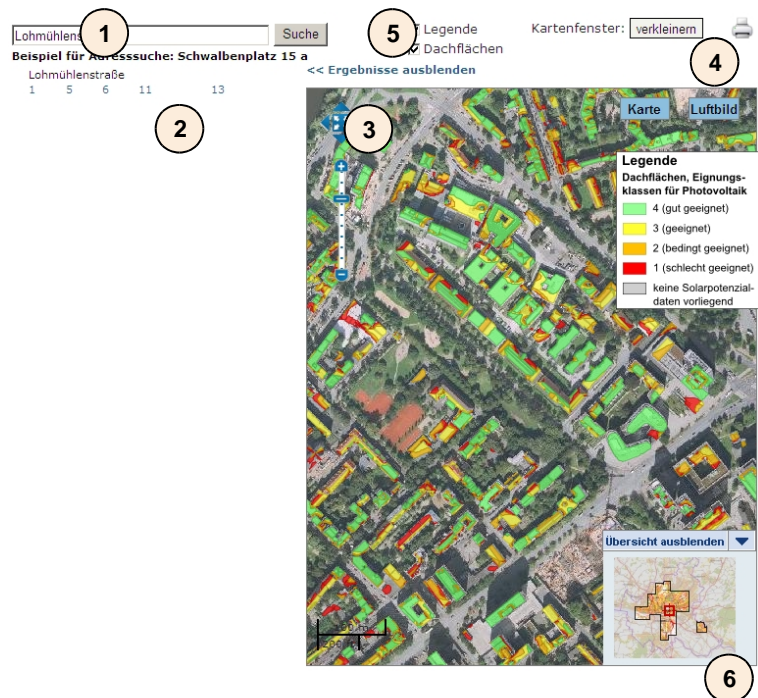 Lohmühlens
1
Suche
5
Legende
Dachflächen
Kartenfenster: verkleinern
4
Beispiel für Adresssuche: Schwalbenplatz 15 a
Lohmühlenstraße
1 5 6 11 13
2
<< Ergebnisse ausblenden
3
Karte Luftbild
Legende
Dachflächen, Eignungs-
klassen für Photovoltaik
4 (gut geeignet)
3 (geeignet)
2 (bedingt geeignet)
1 (schlecht geeignet)
keine Solarpotenzial-
daten vorliegend
Übersicht ausblenden
6